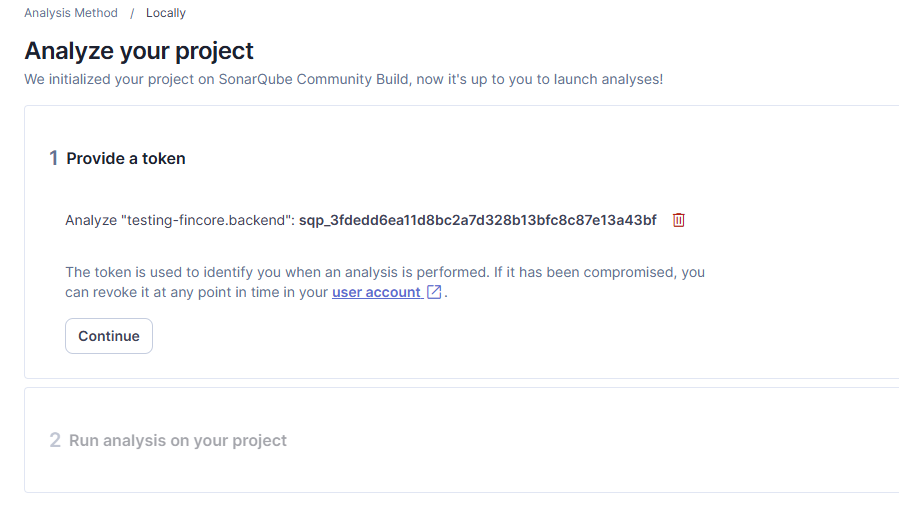 Analysis Method / Locally
Analyze your project
We initialized your project on SonarQube Community Build, now it's up to you to launch analyses!
1 Provide a token
Analyze "testing-fincore.backend": sqp_3fdedd6ea11d8bc2a7d328b13bfc8c87e13a43bf
The token is used to identify you when an analysis is performed. If it has been compromised, you
can revoke it at any point in time in your user account .
Continue
2 Run analysis on your project